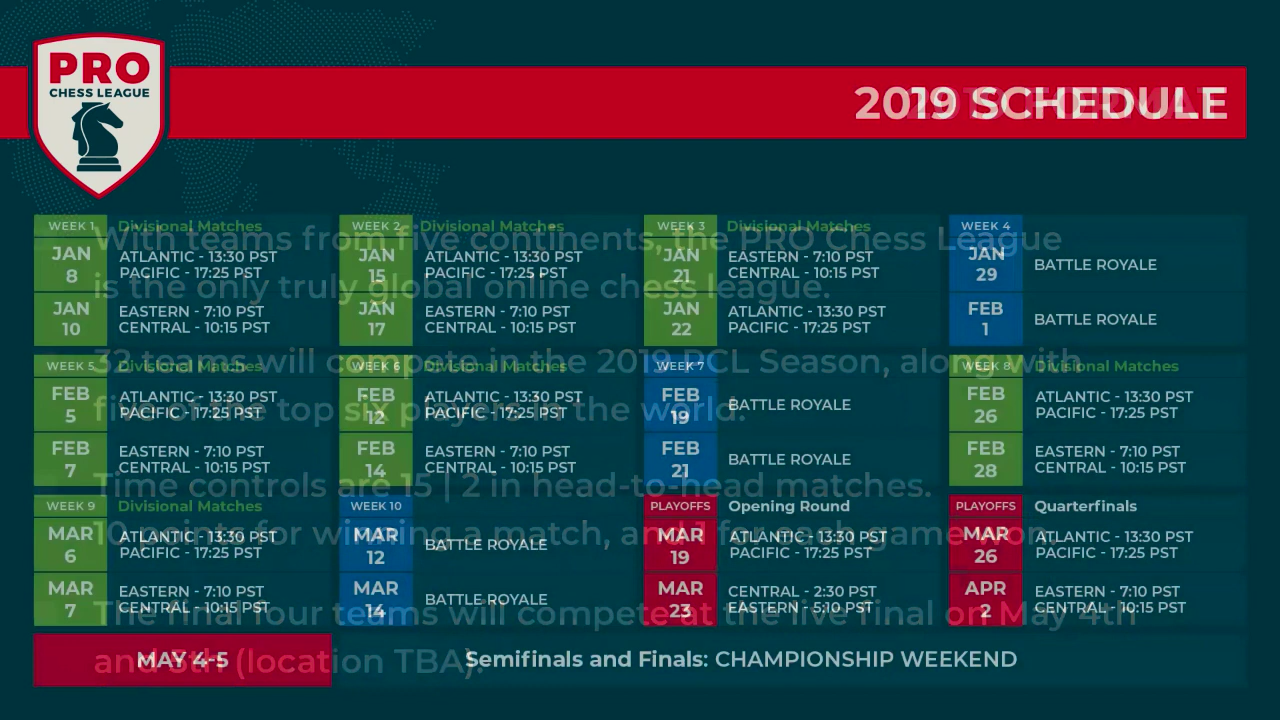 PRO
CHESS LEAGUE
2019 SCHEDULE
2019 FORMAT
WEEK 1 Divisional Matches
JAN 8
ATLANTIC - 13:30 PST
PACIFIC - 17:25 PST
JAN 10
EASTERN - 7:10 PST
CENTRAL - 10:15 PST
WEEK 2 Divisional Matches
JAN 15
ATLANTIC - 13:30 PST
PACIFIC - 17:25 PST
JAN 17
EASTERN - 7:10 PST
CENTRAL - 10:15 PST
WEEK 3 Divisional Matches
JAN 21
EASTERN - 7:10 PST
CENTRAL - 10:15 PST
JAN 22
ATLANTIC - 13:30 PST
PACIFIC - 17:25 PST
WEEK 4
JAN 29
BATTLE ROYALE
FEB 1
BATTLE ROYALE
WEEK 5 Divisional Matches
FEB 5
ATLANTIC - 13:30 PST
PACIFIC - 17:25 PST
FEB 7
EASTERN - 7:10 PST
CENTRAL - 10:15 PST
WEEK 6 Divisional Matches
FEB 12
ATLANTIC - 13:30 PST
PACIFIC - 17:25 PST
FEB 14
EASTERN - 7:10 PST
CENTRAL - 10:15 PST
WEEK 7
FEB 19
BATTLE ROYALE
FEB 21
BATTLE ROYALE
WEEK 8 Divisional Matches
FEB 26
ATLANTIC - 13:30 PST
PACIFIC - 17:25 PST
FEB 28
EASTERN - 7:10 PST
CENTRAL - 10:15 PST
WEEK 9 Divisional Matches
MAR 6
ATLANTIC - 13:30 PST
PACIFIC - 17:25 PST
MAR 7
EASTERN - 7:10 PST
CENTRAL - 10:15 PST
WEEK 10
MAR 12
BATTLE ROYALE
MAR 14
BATTLE ROYALE
PLAYOFFS Opening Round
MAR 19
ATLANTIC - 13:30 PST
PACIFIC - 17:25 PST
MAR 23
CENTRAL - 2:30 PST
EASTERN - 5:10 PST
PLAYOFFS Quarterfinals
MAR 26
ATLANTIC - 13:30 PST
PACIFIC - 17:25 PST
APR 2
EASTERN - 7:10 PST
CENTRAL - 10:15 PST
MAY 4-5 Semifinals and Finals: CHAMPIONSHIP WEEKEND
With teams from five continents, the PRO Chess League
is the only truly global online chess league.
32 teams will compete in the 2019 PCL Season, along with
five of the top six players in the world.
Time controls are 15 | 2 in head-to-head matches.
10 points for winning a match, and 1 for each game won.
The final four teams will compete at the live final on May 4th
and 5th (location TBA).